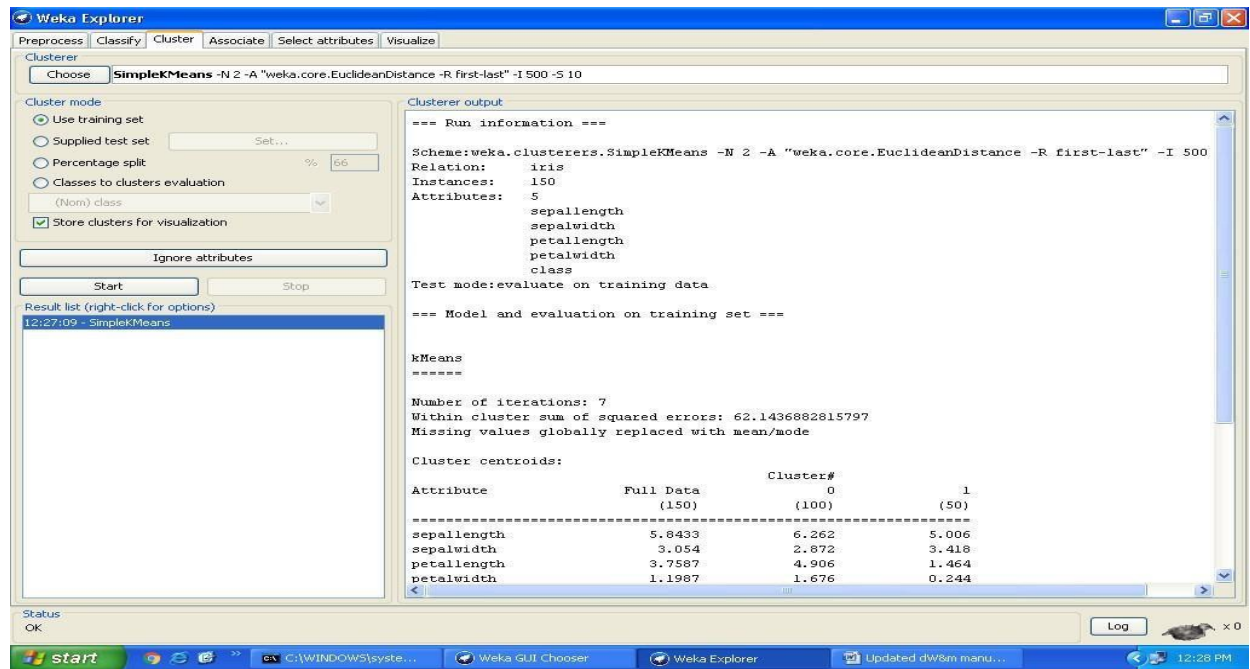 Weka Explorer
Preprocess Classify Cluster Associate Select attributes Visualize
Clusterer
Choose SimpleKMeans -N 2 -A "weka.core.EuclideanDistance -R first-last" -I 500 -S 10
Cluster mode
Use training set
Supplied test set Set...
Percentage split % 66
Classes to clusters evaluation
(Nom) class
Store clusters for visualization
Ignore attributes
Start Stop
Result list (right-click for options)
12:27:09 - SimpleKMeans
Clusterer output
=== Run information ===
Scheme:weka.clusterers.SimpleKMeans -N 2 -A "weka.core.EuclideanDistance -R first-last" -I 500
Relation: iris
Instances: 150
Attributes: 5
sepallength
sepalwidth
petallength
petalwidth
class
Test mode:evaluate on training data
=== Model and evaluation on training set ===
kMeans
======
Number of iterations: 7
Within cluster sum of squared errors: 62.1436882815797
Missing values globally replaced with mean/mode
Cluster centroids:
Cluster#
Attribute Full Data 0 1
(150) (100) (50)
==================================================================
sepallength 5.8433 6.262 5.006
sepalwidth 3.054 2.872 3.418
petallength 3.7587 4.906 1.464
petalwidth 1.1987 1.676 0.244
Status
OK
Log x 0
start C:\WINDOWS\syste... Weka GUI Chooser Weka Explorer Updated dW&m manu... 12:28 PM